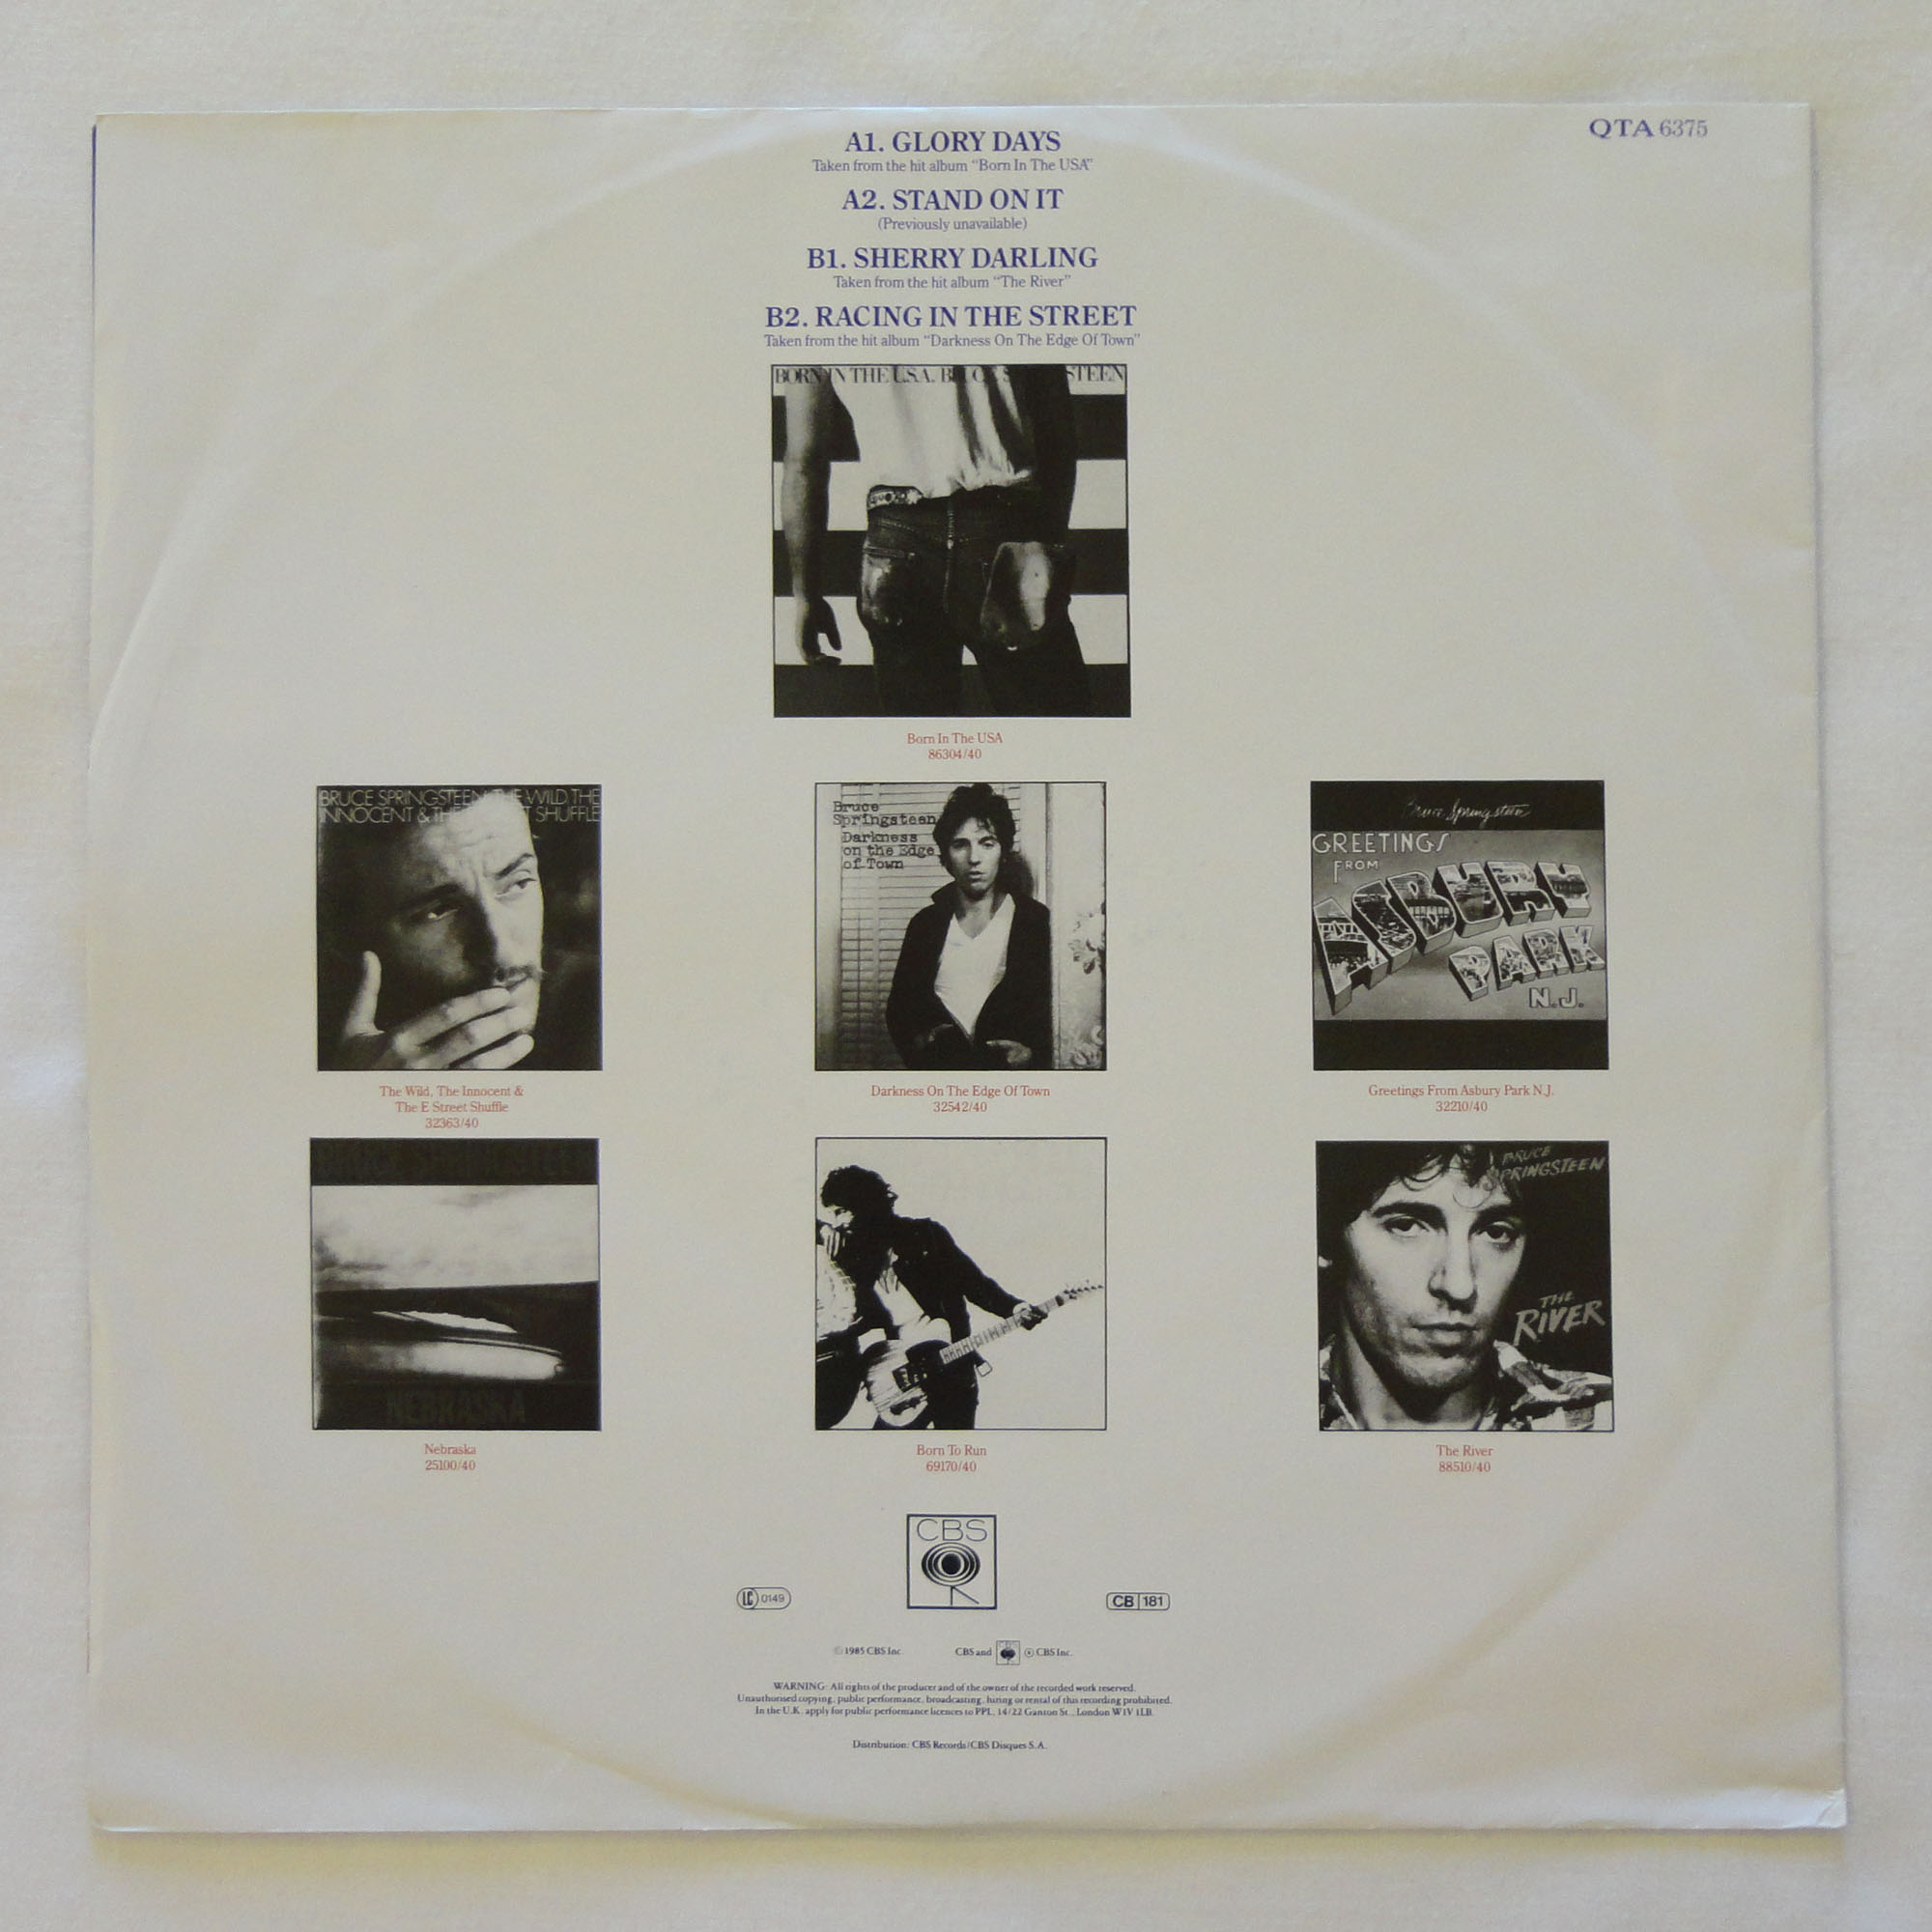 QTA 6375
A1. GLORY DAYS
Taken from the hit album “Born In The USA”
A2. STAND ON IT
(Previously unavailable)
B1. SHERRY DARLING
Taken from the hit album “The River”
B2. RACING IN THE STREET
Taken from the hit album “Darkness On The Edge Of Town”
BORN IN THE U.S.A. STEEN
Born In The USA
86304/40
BRUCE SPRINGSTEEN THE WILD, THE
INNOCENT & THE SHUFFLE
The Wild, The Innocent &
The E Street Shuffle
32363/40
Bruce
Springsteen
Darkness
on the Edge
of Town
Darkness On The Edge Of Town
32542/40
Bruce Springsteen
GREETINGS
FROM
ASBURY
PARK
N.J.
Greetings From Asbury Park N.J.
32210/40
BRUCE SPRINGSTEEN
NEBRASKA
Nebraska
25100/40
Born To Run
69170/40
BRUCE
SPRINGSTEEN
THE
RIVER
The River
88510/40
CBS
LC 0149
CB 181
© 1985 CBS Inc.
CBS and CBS ® CBS Inc.
WARNING: All rights of the producer and of the owner of the recorded work reserved.
Unauthorised copying, public performance, broadcasting, hiring or rental of this recording prohibited.
In the U.K. apply for public performance licences to PPL, 14/22 Ganton St., London W1V 1LB.
Distribution: CBS Records/CBS Disques S.A.